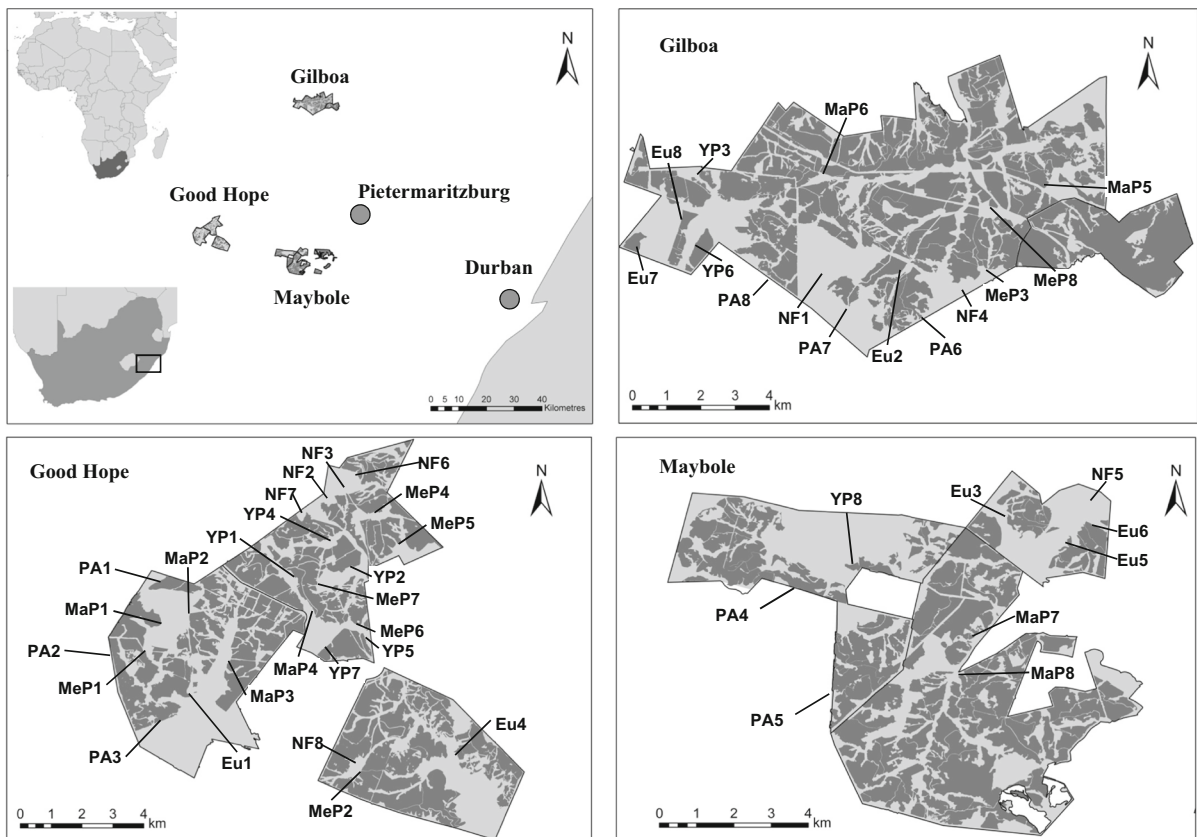 N
Gilboa
Good Hope
Pietermaritzburg
Durban
Maybole
0 5 10 20 30 40
Kilometres
Gilboa
N
MaP6
Eu8
YP3
MaP5
Eu7
YP6
PA8
NF1
PA7
Eu2
PA6
NF4
MeP3
MeP8
0 1 2 3 4
km
Good Hope
N
NF3
NF2
NF6
NF7
MeP4
YP4
MeP5
YP1
MaP2
PA1
YP2
MeP7
MaP1
MeP6
PA2
YP5
MeP1
MaP4
YP7
MaP3
PA3
Eu1
Eu4
NF8
MeP2
0 1 2 3 4
km
Maybole
N
YP8
Eu3
NF5
Eu6
Eu5
PA4
MaP7
MaP8
PA5
0 1 2 3 4
km